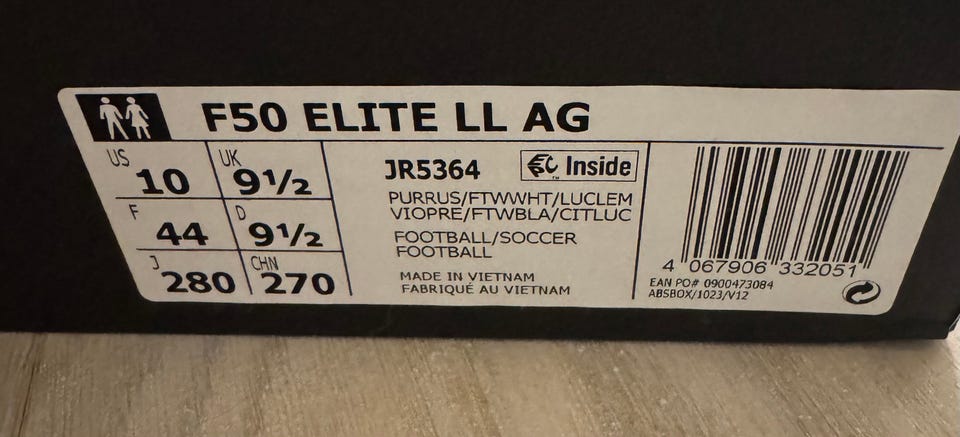 F50 ELITE LL AG
US 10 UK 9½
F 44 D 9½
J 280 CHN 270
JR5364 Inside
PURRUS/FTWWHT/LUCLEM
VIOPRE/FTWBLA/CITLUC
FOOTBALL/SOCCER
FOOTBALL
MADE IN VIETNAM
FABRIQUÉ AU VIETNAM
4 067906 332051
EAN PO# 0900473084
ABSBOX/1023/V12